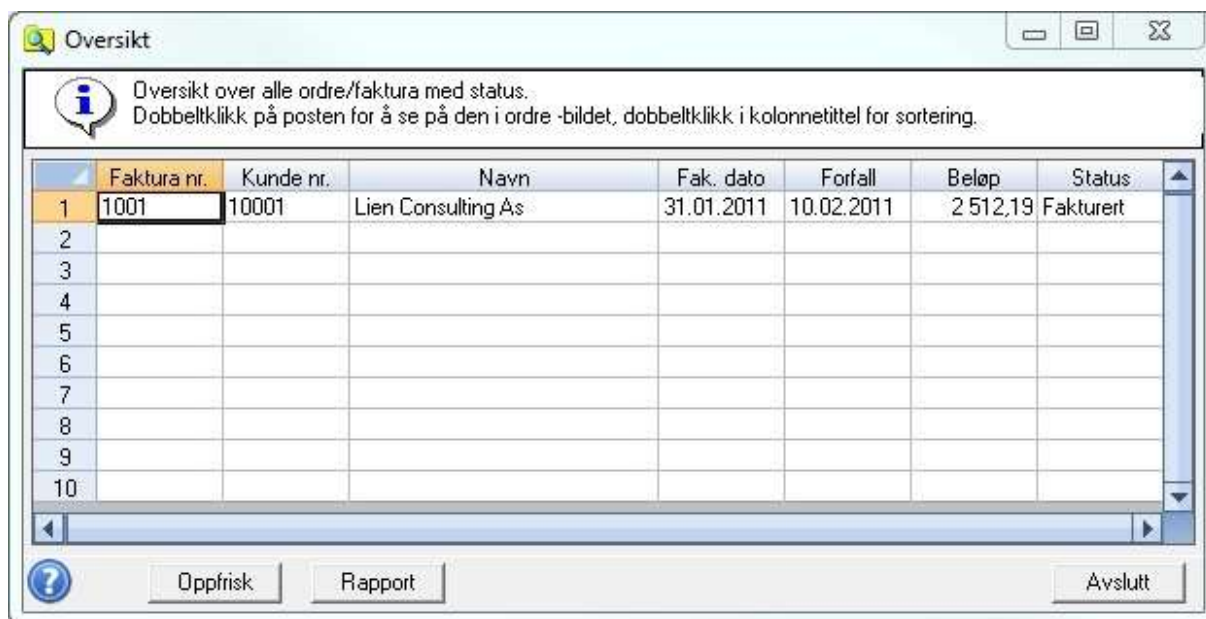 Oversikt
Oversikt over alle ordre/faktura med status.
Dobbeltklikk på posten for å se på den i ordre -bildet, dobbeltklikk i kolonnetittel for sortering.
Faktura nr. Kunde nr. Navn Fak. dato Forfall Beløp Status
1 1001 10001 Lien Consulting As 31.01.2011 10.02.2011 2 512,19 Fakturert
2
3
4
5
6
7
8
9
10
Oppfrisk Rapport Avslutt